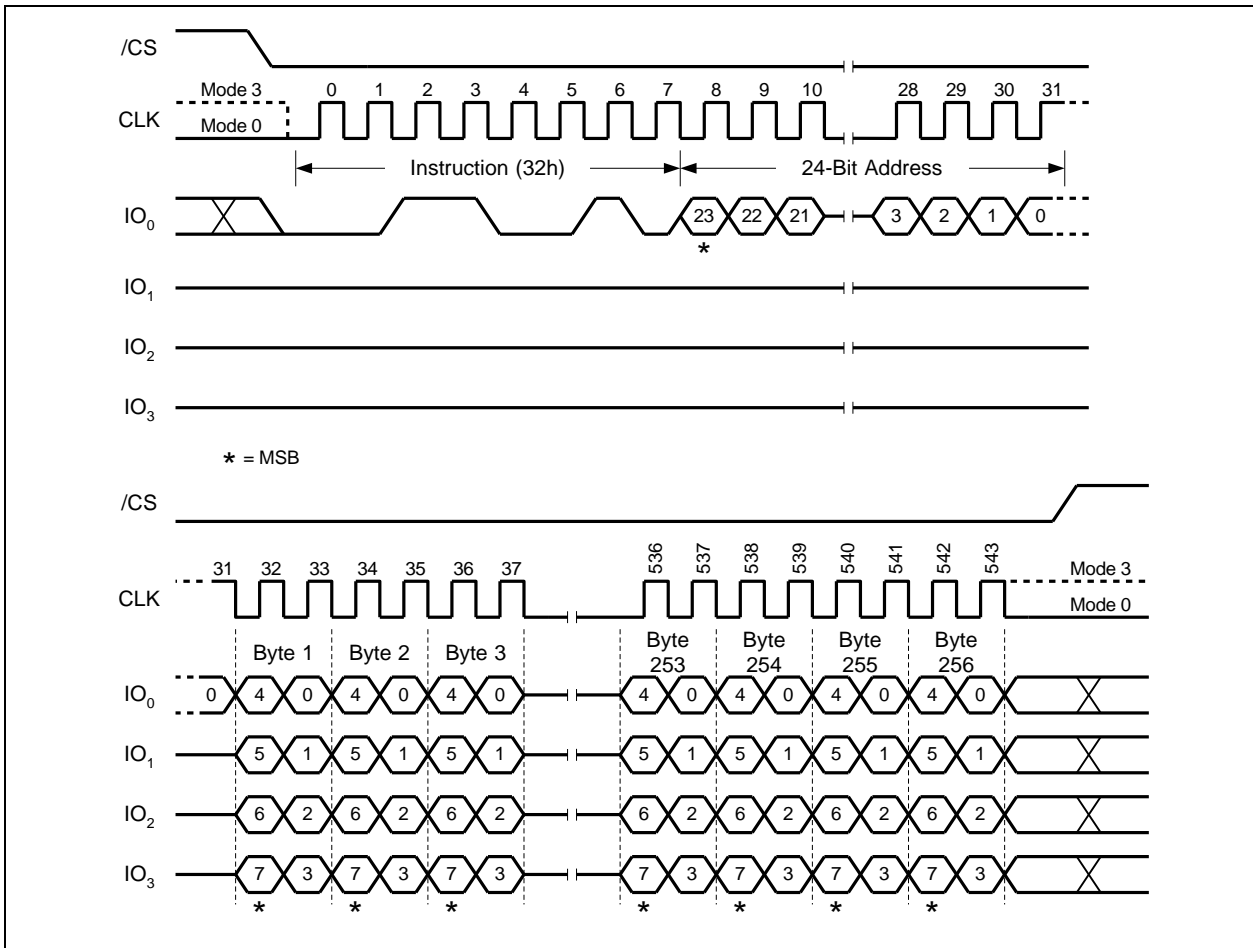 /CS
Mode 3 0 1 2 3 4 5 6 7 8 9 10 28 29 30 31
CLK
Mode 0
Instruction (32h) 24-Bit Address
IO0 23 22 21 3 2 1 0
*
IO1
IO2
IO3
* = MSB
/CS
31 32 33 34 35 36 37 536 537 538 539 540 541 542 543 Mode 3
CLK
Mode 0
Byte 1 Byte 2 Byte 3 Byte 253 Byte 254 Byte 255 Byte 256
IO0 0 4 0 4 0 4 0 4 0 4 0 4 0 4 0
IO1 5 1 5 1 5 1 5 1 5 1 5 1 5 1
IO2 6 2 6 2 6 2 6 2 6 2 6 2 6 2
IO3 7 3 7 3 7 3 7 3 7 3 7 3 7 3
* * * * * * *